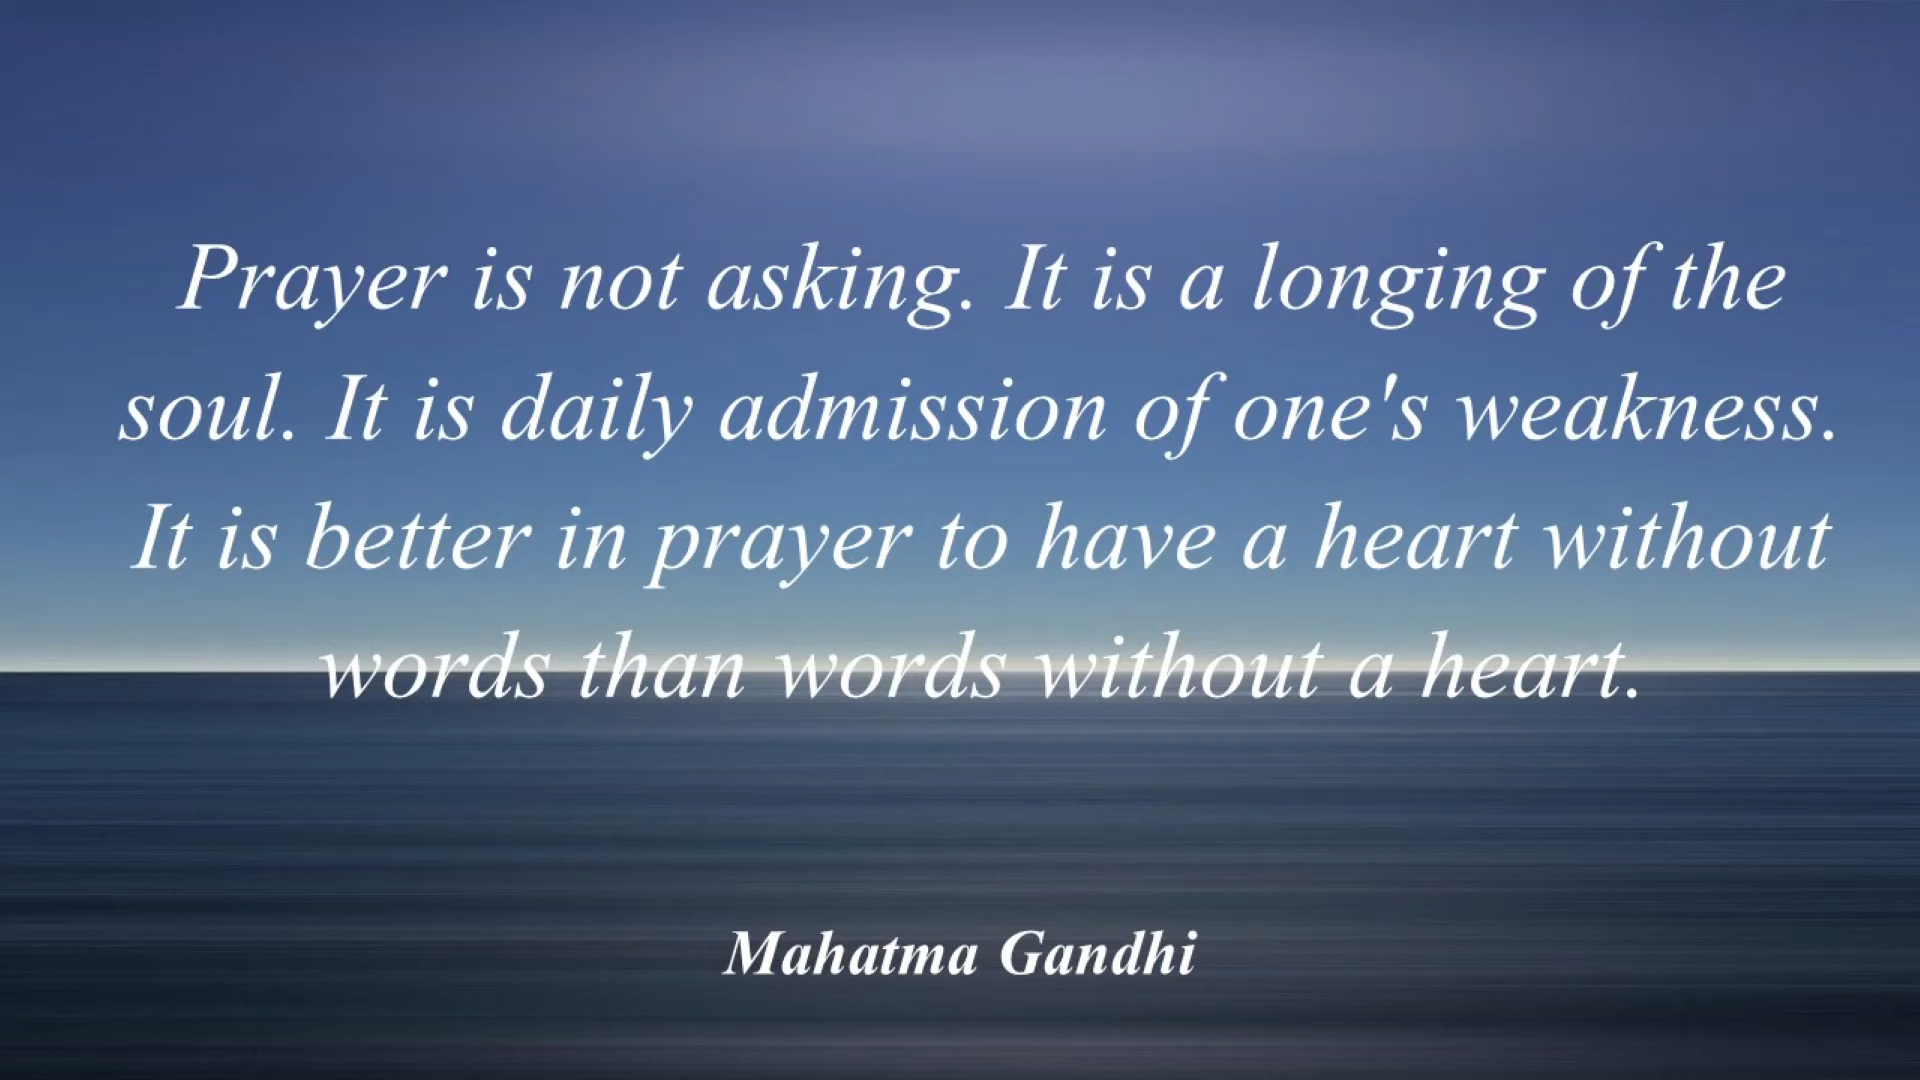 Prayer is not asking. It is a longing of the
soul. It is daily admission of one's weakness.
It is better in prayer to have a heart without
words than words without a heart.
Mahatma Gandhi